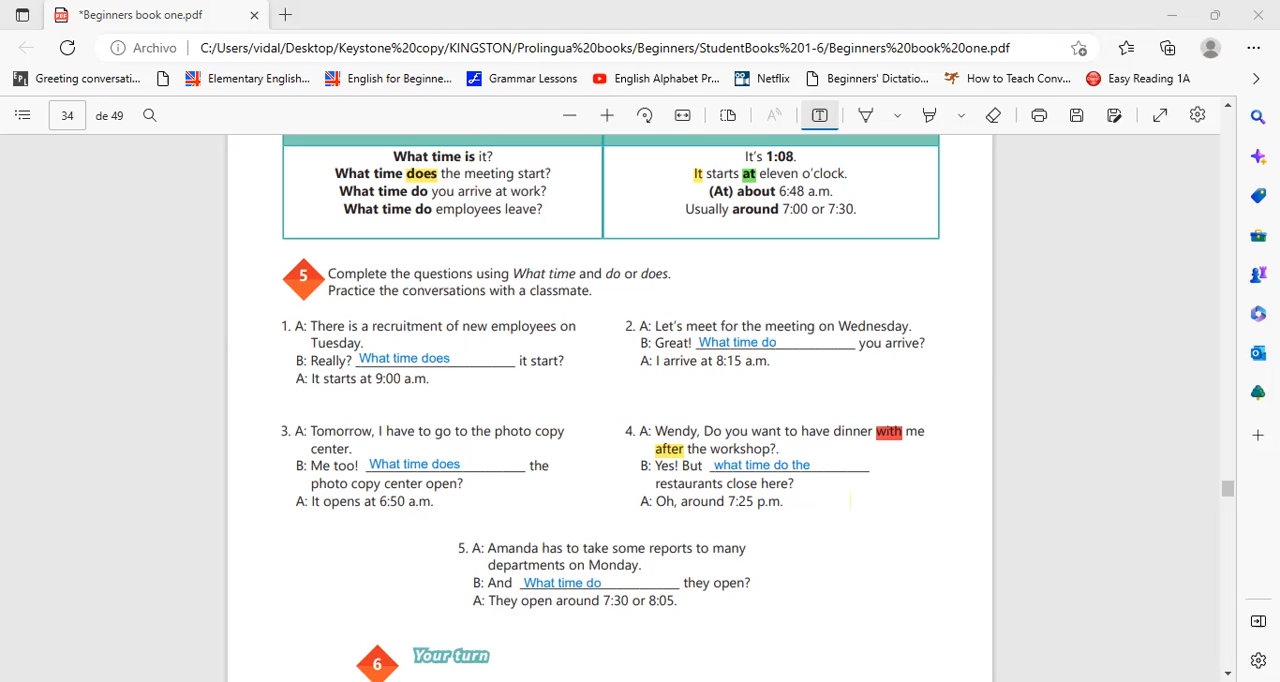 *Beginners book one.pdf
Archivo
C:/Users/vidal/Desktop/Keystone%20copy/KINGSTON/Prolingua%20books/Beginners/StudentBooks%201-6/Beginners%20book%20one.pdf
Greeting conversati...
Elementary English...
English for Beginne...
Grammar Lessons
English Alphabet Pr...
Netflix
Beginners' Dictatio...
How to Teach Conv...
Easy Reading 1A
34
de 49
What time is it?
What time does the meeting start?
What time do you arrive at work?
What time do employees leave?
It's 1:08.
It starts at eleven o'clock.
(At) about 6:48 a.m.
Usually around 7:00 or 7:30.
5
Complete the questions using What time and do or does.
Practice the conversations with a classmate.
1. A: There is a recruitment of new employees on
Tuesday.
B: Really? What time does it start?
A: It starts at 9:00 a.m.
2. A: Let's meet for the meeting on Wednesday.
B: Great! What time do you arrive?
A: I arrive at 8:15 a.m.
3. A: Tomorrow, I have to go to the photo copy
center.
B: Me too! What time does the
photo copy center open?
A: It opens at 6:50 a.m.
4. A: Wendy, Do you want to have dinner with me
after the workshop?.
B: Yes! But what time do the
restaurants close here?
A: Oh, around 7:25 p.m.
5. A: Amanda has to take some reports to many
departments on Monday.
B: And What time do they open?
A: They open around 7:30 or 8:05.
6
Your turn